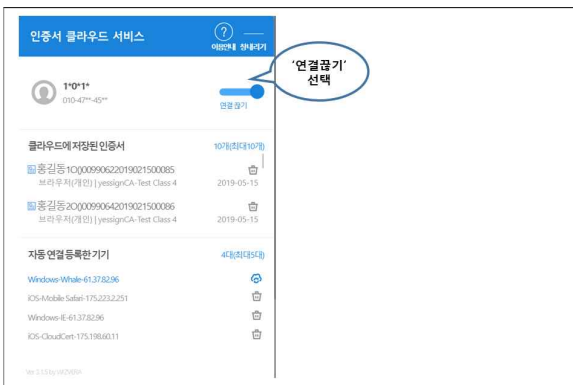 인증서 클라우드 서비스
이용안내 창내리기
1*0*1*
010-47**-45**
연결 끊기
'연결끊기'
선택
클라우드에 저장된 인증서 10개(최대10개)
홍길동1()000990622019021500085
브라우저(개인) | yessignCA-Test Class 4 2019-05-15
홍길동2()000990642019021500086
브라우저(개인) | yessignCA-Test Class 4 2019-05-15
자동 연결 등록한 기기 4대(최대5대)
Windows-Whale-61.37.82.96
iOS-Mobile Safari-175.223.2.251
Windows-IE-61.37.82.96
iOS-CloudCert-175.198.60.11